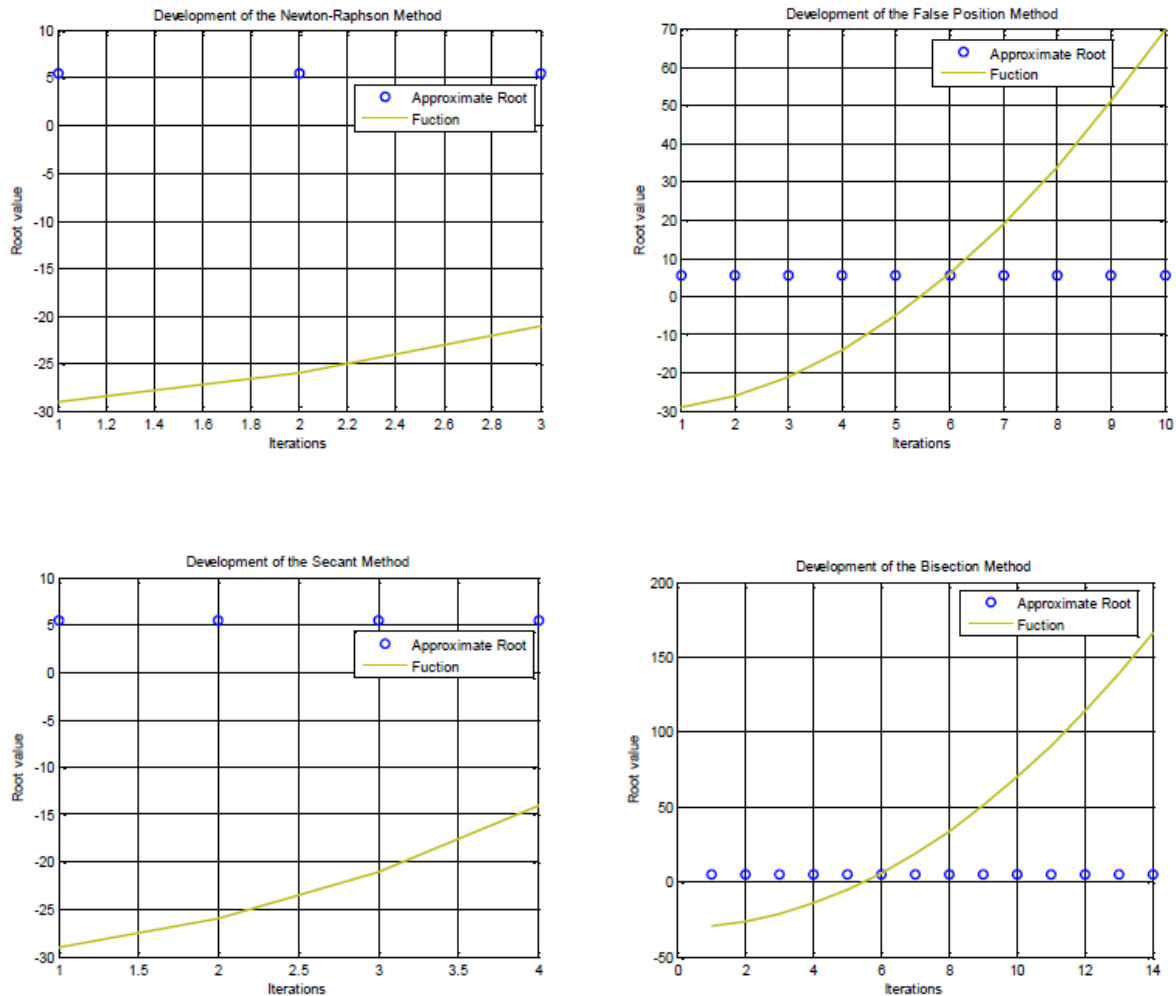 Development of the Newton-Raphson Method
10
5
0
-5
-10
-15
-20
-25
-30
Root value
Approximate Root
Fuction
1 1.2 1.4 1.6 1.8 2 2.2 2.4 2.6 2.8 3
Iterations
Development of the False Position Method
70
60
50
40
30
20
10
0
-10
-20
-30
Root value
Approximate Root
Fuction
1 2 3 4 5 6 7 8 9 10
Iterations
Development of the Secant Method
10
5
0
-5
-10
-15
-20
-25
-30
Root value
Approximate Root
Fuction
1 1.5 2 2.5 3 3.5 4
Iterations
Development of the Bisection Method
200
150
100
50
0
-50
Root value
Approximate Root
Fuction
0 2 4 6 8 10 12 14
Iterations